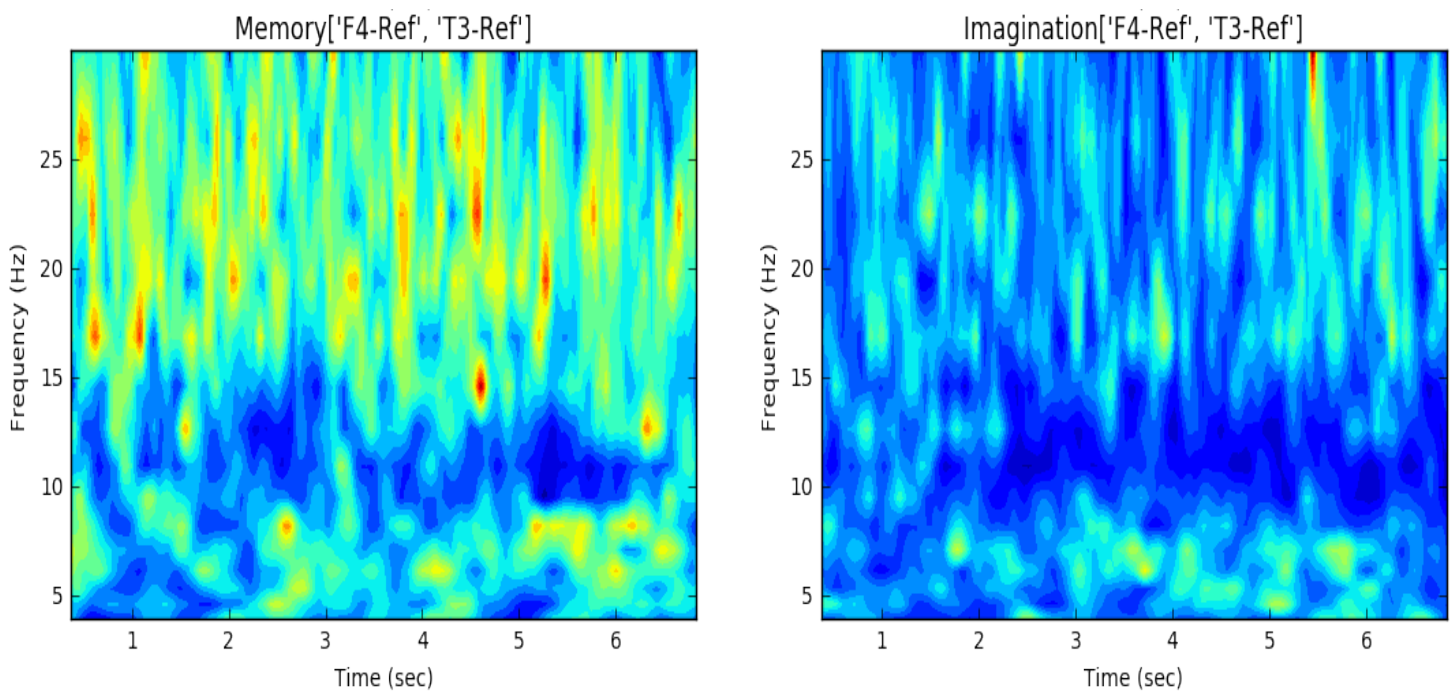 Memory['F4-Ref', 'T3-Ref']
25
20
15
10
5
Frequency (Hz)
1 2 3 4 5 6
Time (sec)
Imagination['F4-Ref', 'T3-Ref']
25
20
15
10
5
Frequency (Hz)
1 2 3 4 5 6
Time (sec)